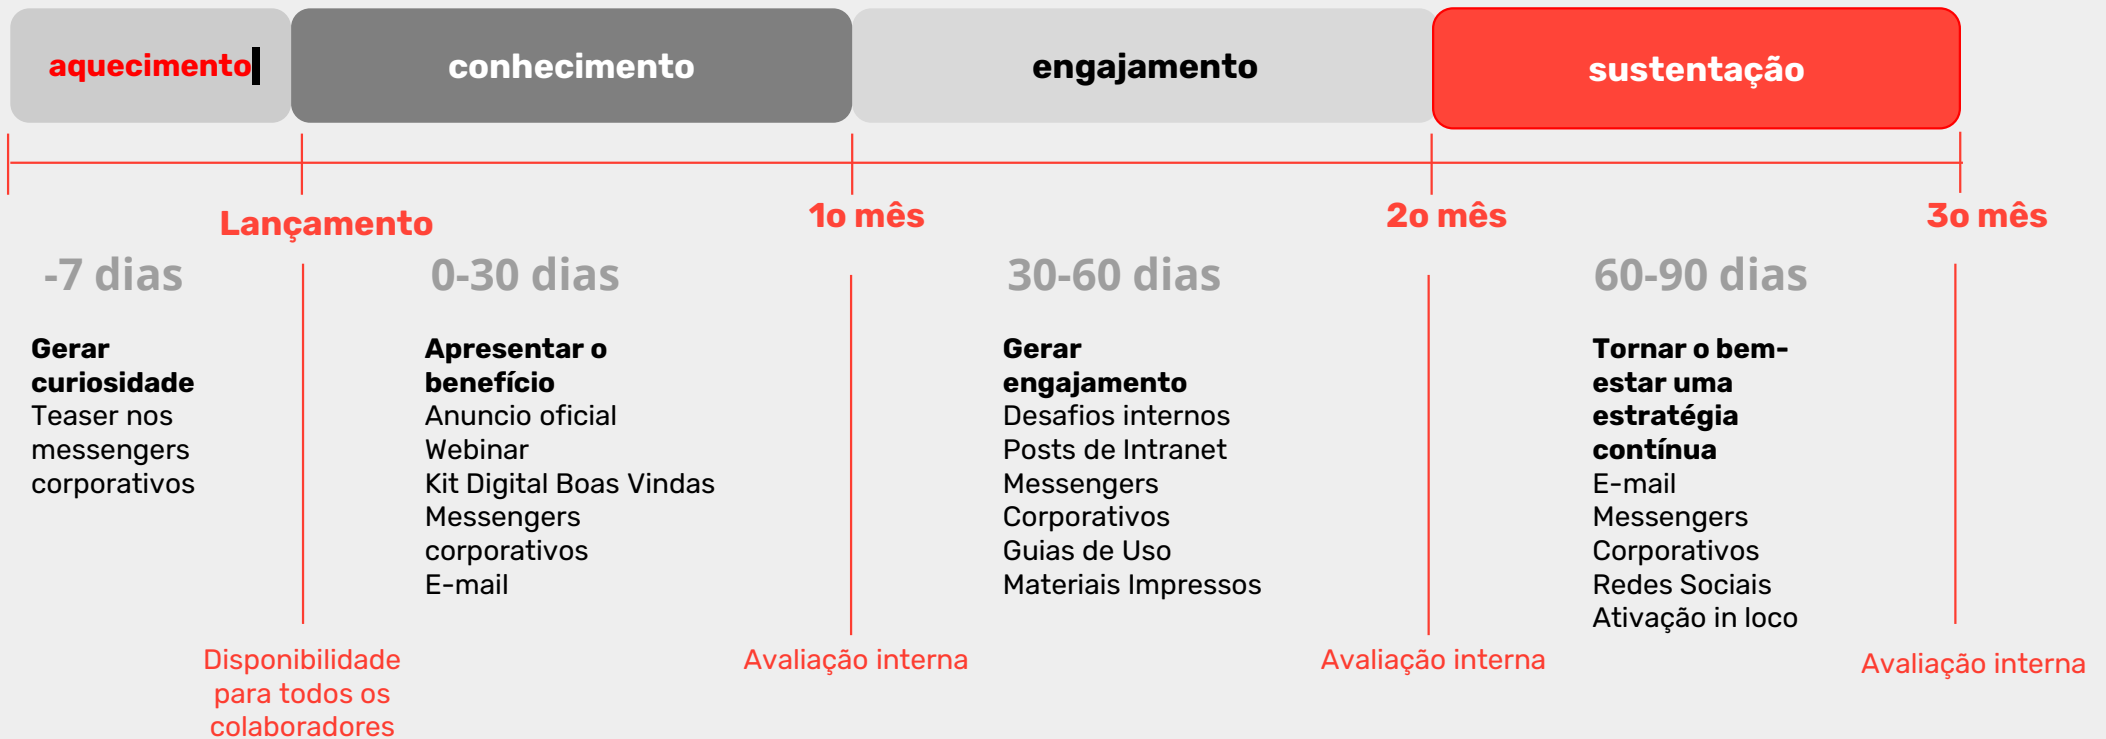 aquecimento
conhecimento
engajamento
sustentação
Lançamento
1o mês
2o mês
3o mês
-7 dias
0-30 dias
30-60 dias
60-90 dias
Gerar
curiosidade
Teaser nos
messengers
corporativos
Apresentar o
benefício
Anuncio oficial
Webinar
Kit Digital Boas Vindas
Messengers
corporativos
E-mail
Gerar
engajamento
Desafios internos
Posts de Intranet
Messengers
Corporativos
Guias de Uso
Materiais Impressos
Tornar o bem-
estar uma
estratégia
contínua
E-mail
Messengers
Corporativos
Redes Sociais
Ativação in loco
Disponibilidade
para todos os
colaboradores
Avaliação interna
Avaliação interna
Avaliação interna